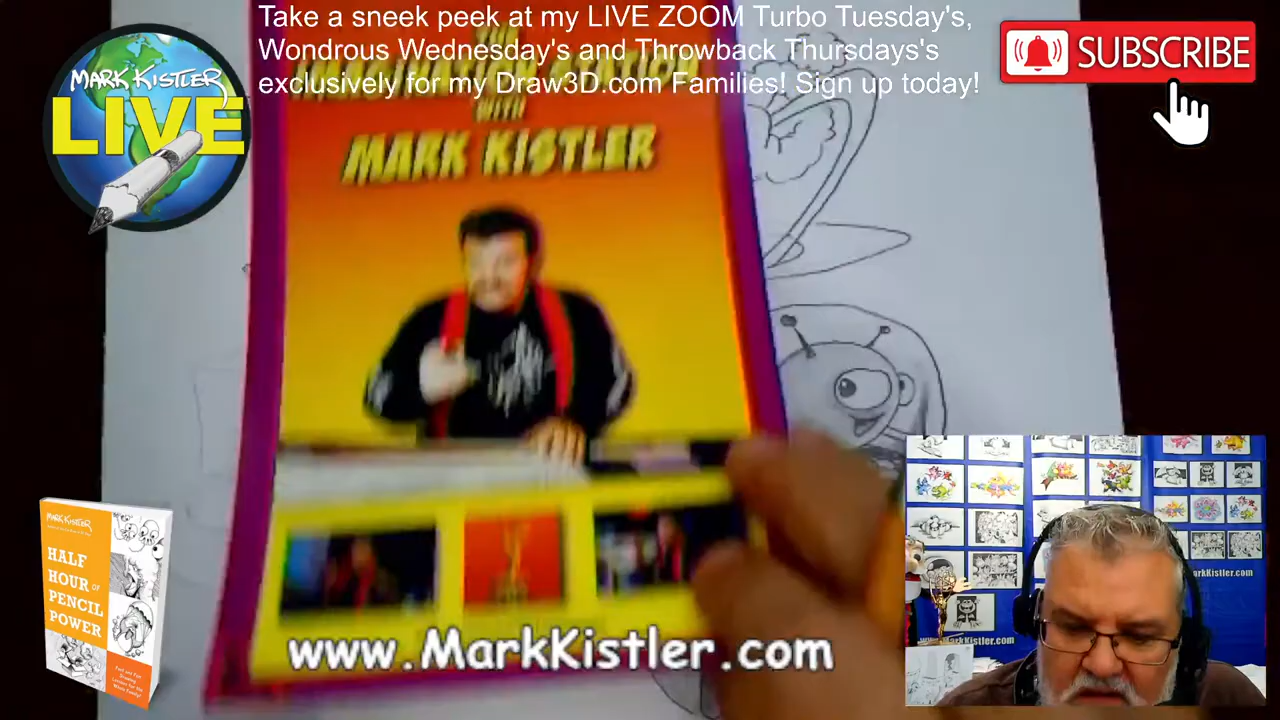 Take a sneek peek at my LIVE ZOOM Turbo Tuesday's,
Wondrous Wednesday's and Throwback Thursdays's
exclusively for my Draw3D.com Families! Sign up today!
SUBSCRIBE
MARK KISTLER
LIVE
WITH
MARK KISTLER
MARK KISTLER
HALF
HOUR OF
PENCIL
POWER
www.MarkKistler.com